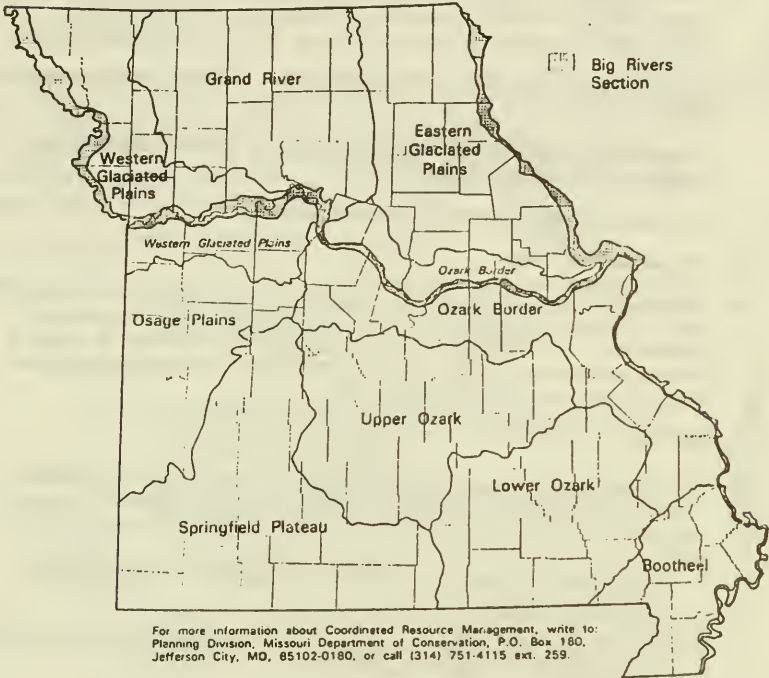 Big Rivers
Section
Grand River
Eastern
Glaciated
Plains
Western
Glaciated
Plains
Western Glaciated Plains
Ozark Border
Ozark Border
Osage Plains
Upper Ozark
Lower Ozark
Springfield Plateau
Bootheel
For more information about Coordinated Resource Management, write to:
Planning Division, Missouri Department of Conservation, P.O. Box 180,
Jefferson City, MO, 65102-0180, or call (314) 751-4115 ext. 259.